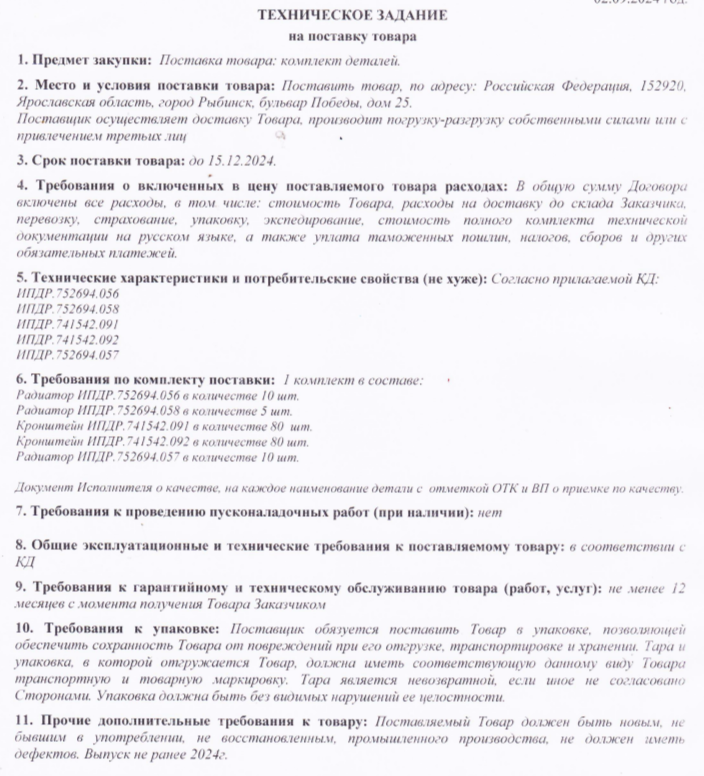 02.09.2024 год.
ТЕХНИЧЕСКОЕ ЗАДАНИЕ
на поставку товара
1. Предмет закупки: Поставка товара: комплект деталей.
2. Место и условия поставки товара: Поставить товар, по адресу: Российская Федерация, 152920,
Ярославская область, город Рыбинск, бульвар Победы, дом 25.
Поставщик осуществляет доставку Товара, производит погрузку-разгрузку собственными силами или с
привлечением третьих лиц
3. Срок поставки товара: до 15.12.2024.
4. Требования о включенных в цену поставляемого товара расходах: В общую сумму Договора
включены все расходы, в том числе: стоимость Товара, расходы на доставку до склада Заказчика,
перевозку, страхование, упаковку, экспедирование, стоимость полного комплекта технической
документации на русском языке, а также уплата таможенных пошлин, налогов, сборов и других
обязательных платежей.
5. Технические характеристики и потребительские свойства (не хуже): Согласно прилагаемой КД:
ИПДР.752694.056
ИПДР.752694.058
ИПДР.741542.091
ИПДР.741542.092
ИПДР.752694.057
6. Требования по комплекту поставки: 1 комплект в составе:
Радиатор ИПДР.752694.056 в количестве 10 шт.
Радиатор ИПДР.752694.058 в количестве 5 шт.
Кронштейн ИПДР.741542.091 в количестве 80 шт.
Кронштейн ИПДР.741542.092 в количестве 80 шт.
Радиатор ИПДР.752694.057 в количестве 10 шт.
Документ Исполнителя о качестве, на каждое наименование детали с отметкой ОТК и ВП о приемке по качеству.
7. Требования к проведению пусконаладочных работ (при наличии): нет
8. Общие эксплуатационные и технические требования к поставляемому товару: в соответствии с
КД
9. Требования к гарантийному и техническому обслуживанию товара (работ, услуг): не менее 12
месяцев с момента получения Товара Заказчиком
10. Требования к упаковке: Поставщик обязуется поставить Товар в упаковке, позволяющей
обеспечить сохранность Товара от повреждений при его отгрузке, транспортировке и хранении. Тара и
упаковка, в которой отгружается Товар, должна иметь соответствующую данному виду Товара
транспортную и товарную маркировку. Тара является невозвратной, если иное не согласовано
Сторонами. Упаковка должна быть без видимых нарушений ее целостности.
11. Прочие дополнительные требования к товару: Поставляемый Товар должен быть новым, не
бывшим в употреблении, не восстановленным, промышленного производства, не должен иметь
дефектов. Выпуск не ранее 2024г.